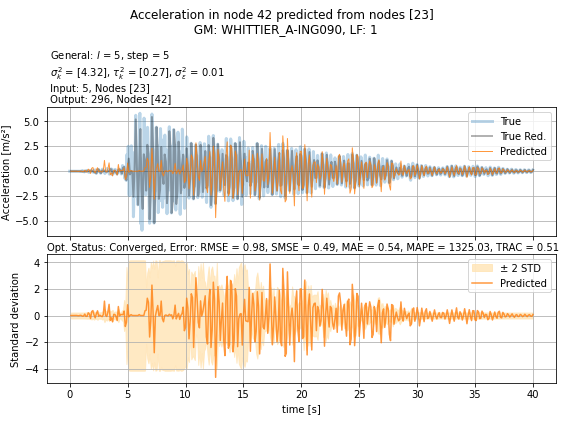 Acceleration in node 42 predicted from nodes [23]
GM: WHITTIER_A-ING090, LF: 1
General: l = 5, step = 5
σ²ₖ = [4.32], τ²ₖ = [0.27], σ²ε = 0.01
Input: 5, Nodes [23]
Output: 296, Nodes [42]
Acceleration [m/s²]
5.0
2.5
0.0
−2.5
−5.0
True
True Red.
Predicted
Opt. Status: Converged, Error: RMSE = 0.98, SMSE = 0.49, MAE = 0.54, MAPE = 1325.03, TRAC = 0.51
Standard deviation
4
2
0
−2
−4
± 2 STD
Predicted
0 5 10 15 20 25 30 35 40
time [s]